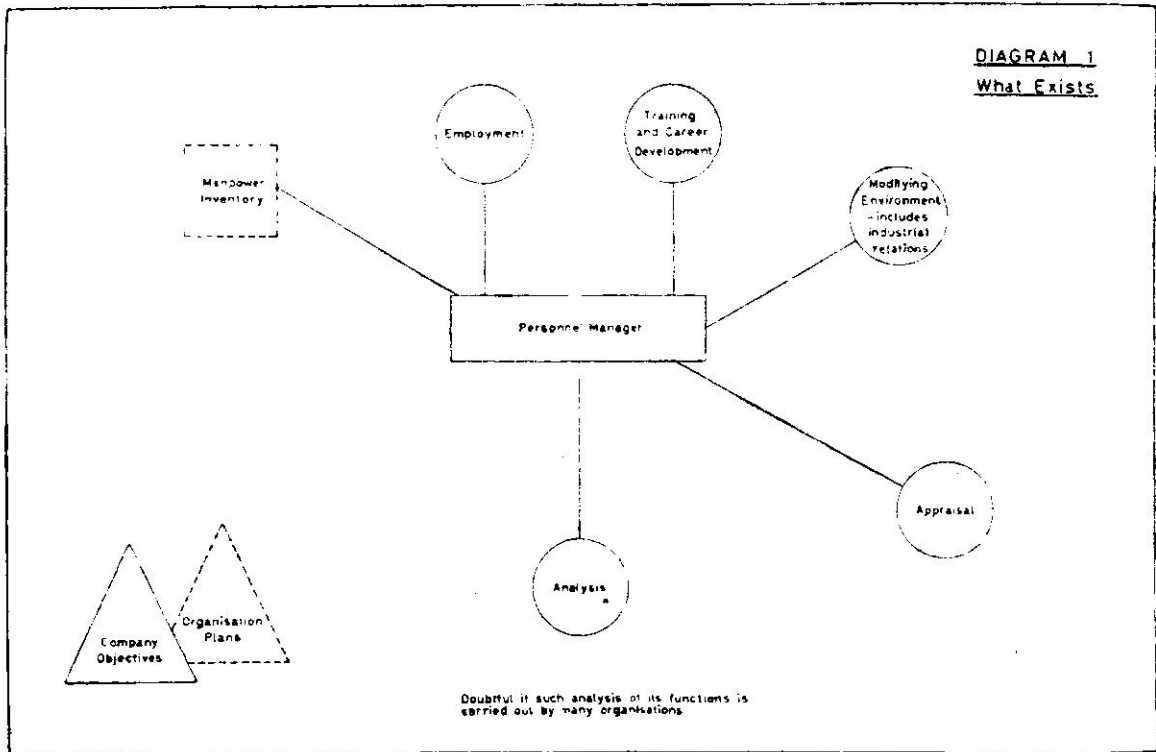 DIAGRAM 1
What Exists
Employment
Training
and Career
Development
Manpower
Inventory
Modifying
Environment
-includes
industrial
relations
Personnel Manager
Appraisal
Analysis
*
Organisation
Plans
Company
Objectives
Doubtful if such analysis of its functions is
carried out by many organisations